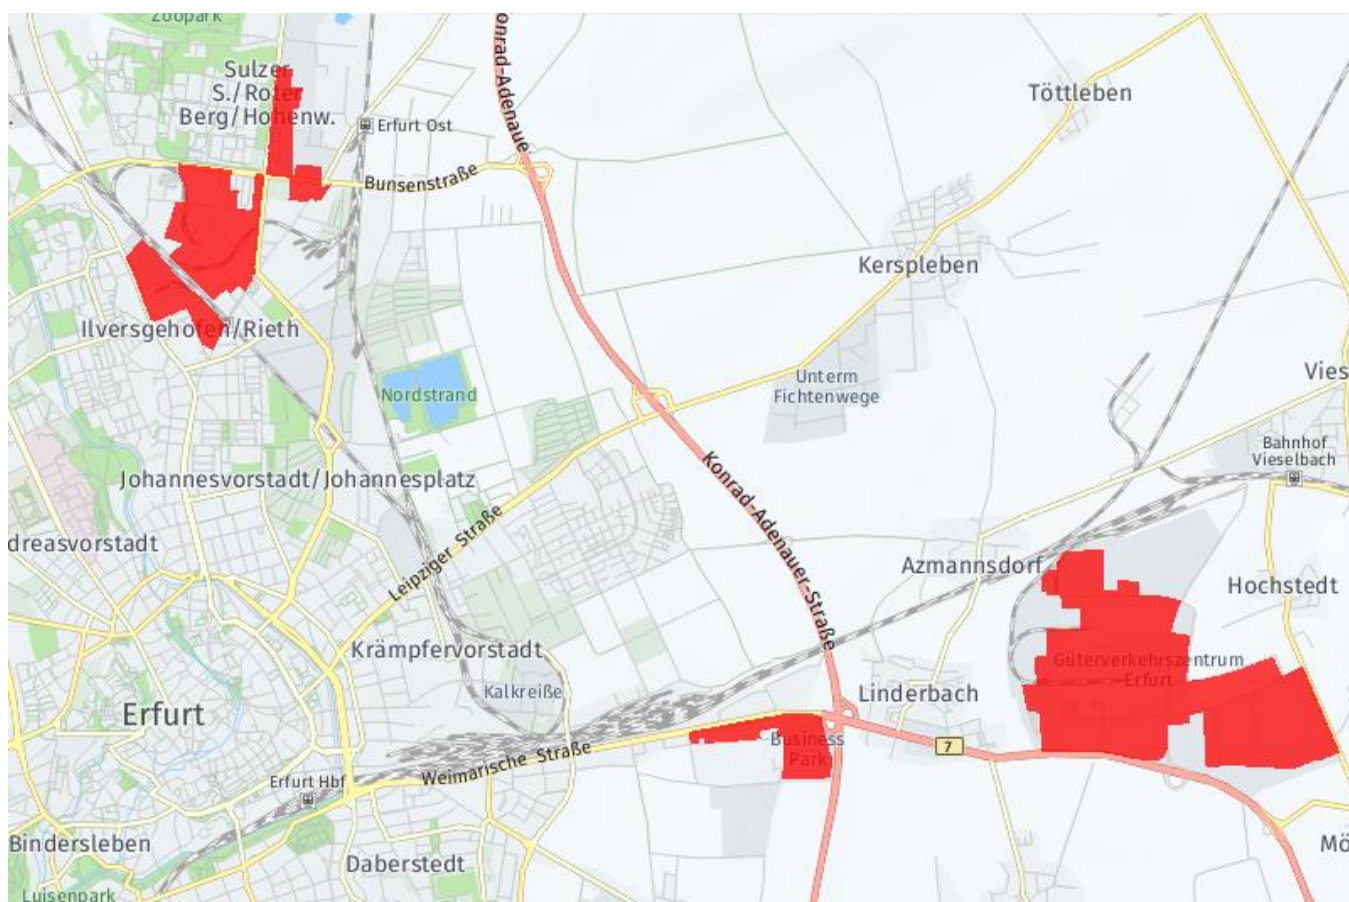 Zoopark
Sulzer
S./Roter
Berg/Hohenw.
Erfurt Ost
Bunsenstraße
onrad-Adenaue
Töttleben
Kerspleben
Ilversgehofen/Rieth
Nordstrand
Unterm
Fichtenwege
Vies
Bahnhof
Vieselbach
Johannesvorstadt/Johannesplatz
Konrad-Adenauer-Straße
dreasvorstadt
Leipziger Straße
Azmannsdorf
Hochstedt
Krämpfervorstadt
Kalkreiße
Güterverkehrszentrum
Erfurt
Linderbach
Erfurt
Business
Park
7
Weimarische Straße
Erfurt Hbf
Bindersleben
Daberstedt
Mö
Luisenpark